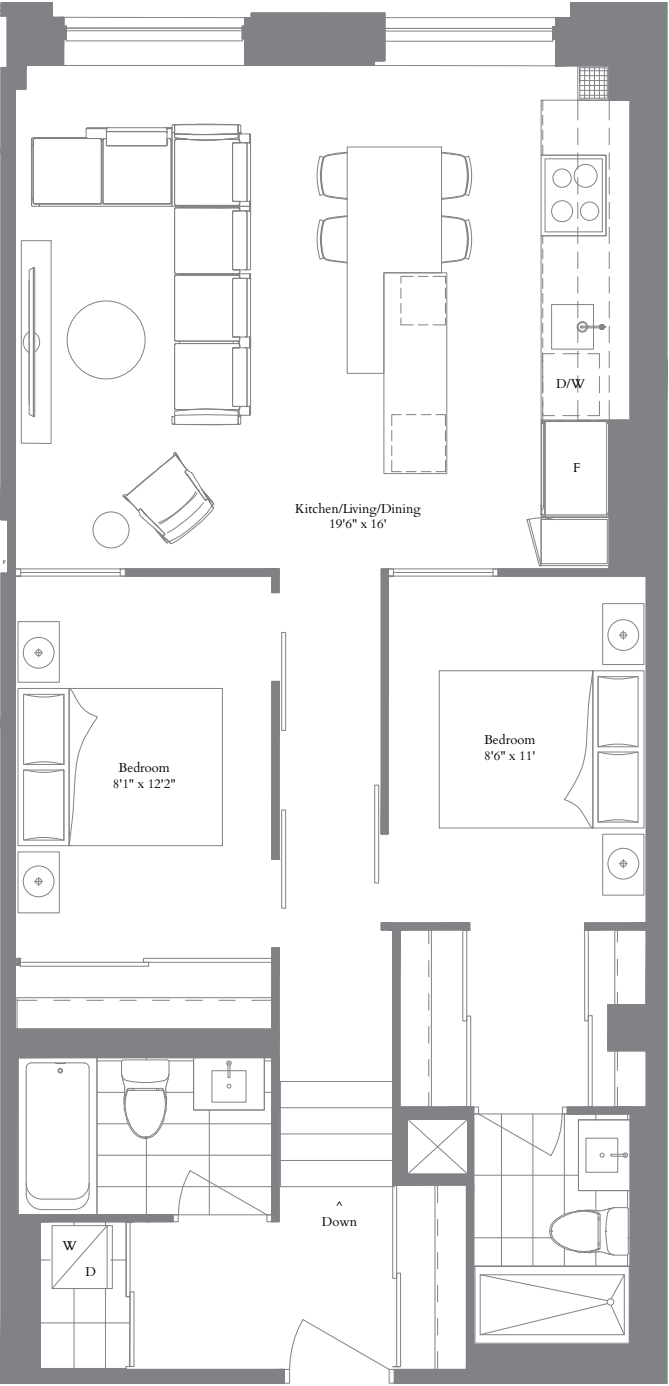 D/W
F
Kitchen/Living/Dining
19'6" x 16'
Bedroom
8'6" x 11'
Bedroom
8'1" x 12'2"
^
Down
W
D